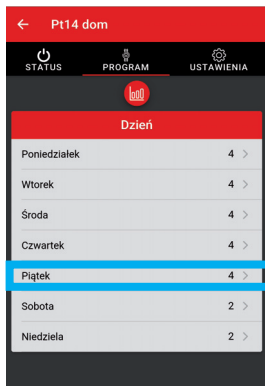 ← Pt14 dom
STATUS PROGRAM USTAWIENIA
Dzień
Poniedziałek 4 >
Wtorek 4 >
Środa 4 >
Czwartek 4 >
Piątek 4 >
Sobota 2 >
Niedziela 2 >